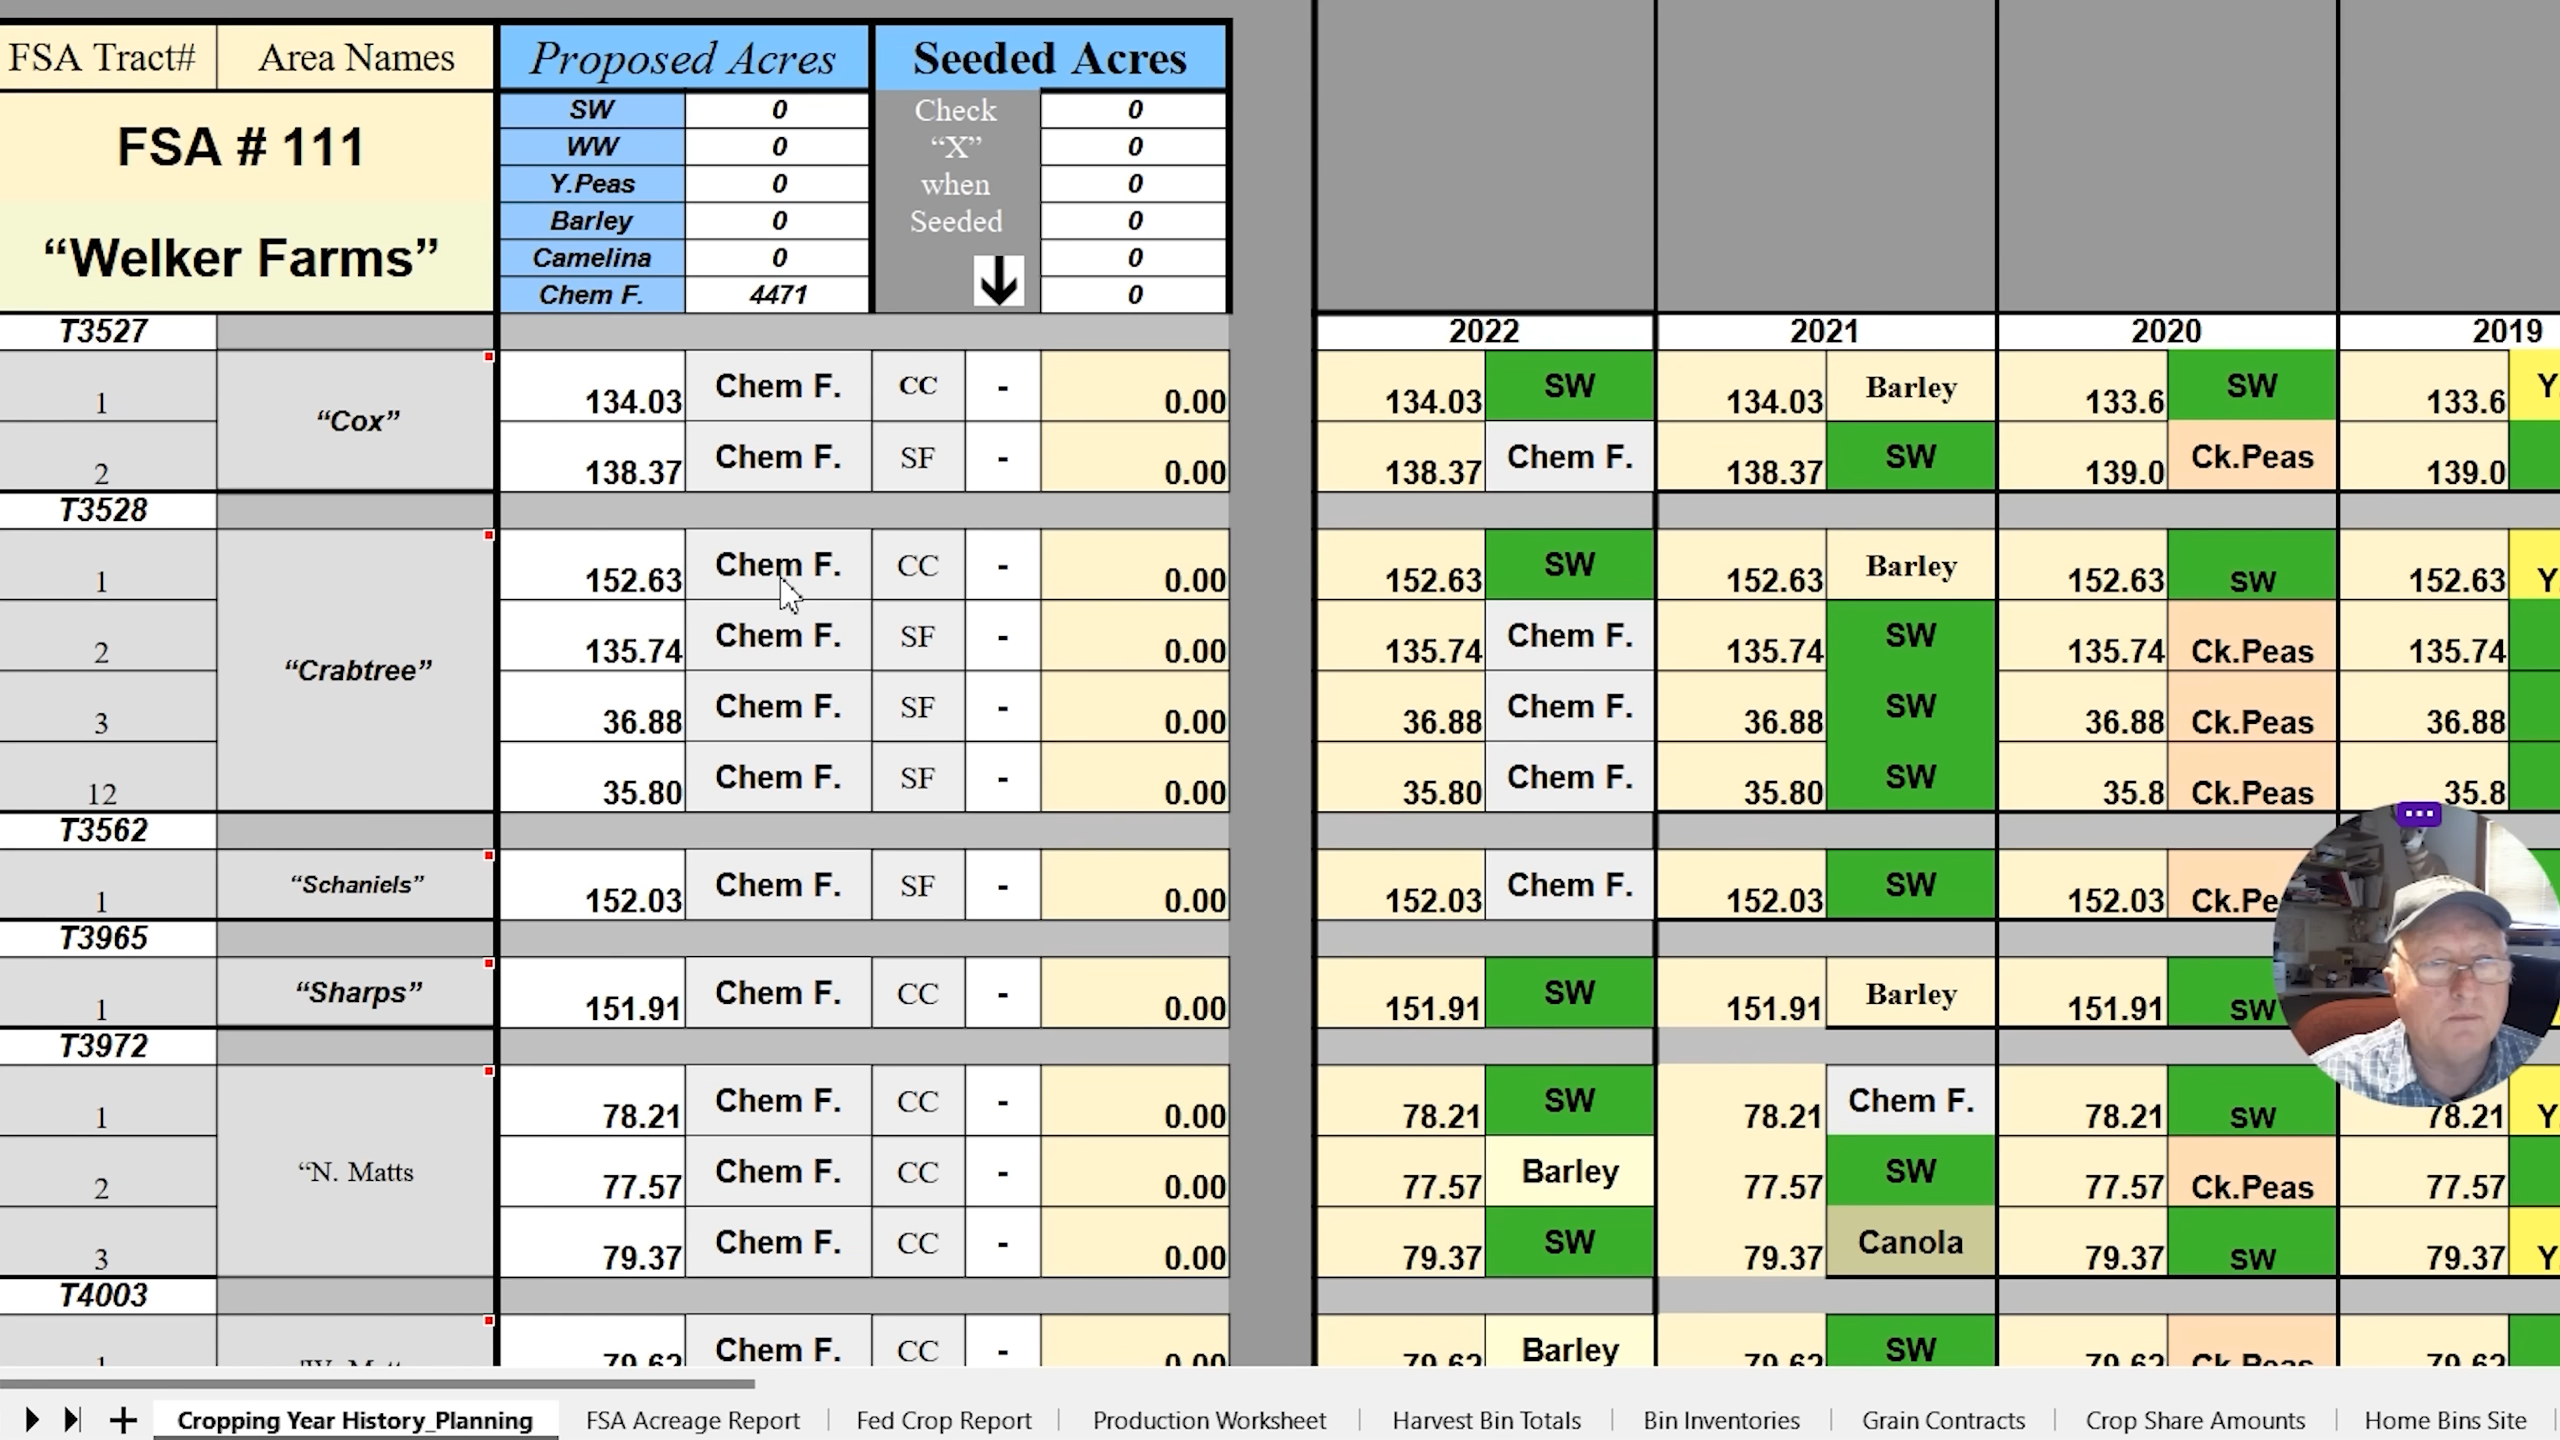 FSA Tract# Area Names Proposed Acres Seeded Acres
FSA # 111
“Welker Farms”
SW 0 Check 0
WW 0 “X” 0
Y.Peas 0 when 0
Barley 0 Seeded 0
Camelina 0 0
Chem F. 4471 0
T3527 2022 2021 2020 2019
“Cox”
1 134.03 Chem F. CC - 0.00 134.03 SW 134.03 Barley 133.6 SW 133.6
2 138.37 Chem F. SF - 0.00 138.37 Chem F. 138.37 SW 139.0 Ck.Peas 139.0
T3528
“Crabtree”
1 152.63 Chem F. CC - 0.00 152.63 SW 152.63 Barley 152.63 SW 152.63
2 135.74 Chem F. SF - 0.00 135.74 Chem F. 135.74 SW 135.74 Ck.Peas 135.74
3 36.88 Chem F. SF - 0.00 36.88 Chem F. 36.88 SW 36.88 Ck.Peas 36.88
12 35.80 Chem F. SF - 0.00 35.80 Chem F. 35.80 SW 35.8 Ck.Peas 35.8
T3562
1 “Schaniels” 152.03 Chem F. SF - 0.00 152.03 Chem F. 152.03 SW 152.03 Ck.Pe
T3965
1 “Sharps” 151.91 Chem F. CC - 0.00 151.91 SW 151.91 Barley 151.91 SW
T3972
“N. Matts
1 78.21 Chem F. CC - 0.00 78.21 SW 78.21 Chem F. 78.21 SW 78.21
2 77.57 Chem F. CC - 0.00 77.57 Barley 77.57 SW 77.57 Ck.Peas 77.57
3 79.37 Chem F. CC - 0.00 79.37 SW 79.37 Canola 79.37 SW 79.37
T4003
Chem F. CC - Barley SW
Cropping Year History_Planning FSA Acreage Report Fed Crop Report Production Worksheet Harvest Bin Totals Bin Inventories Grain Contracts Crop Share Amounts Home Bins Site